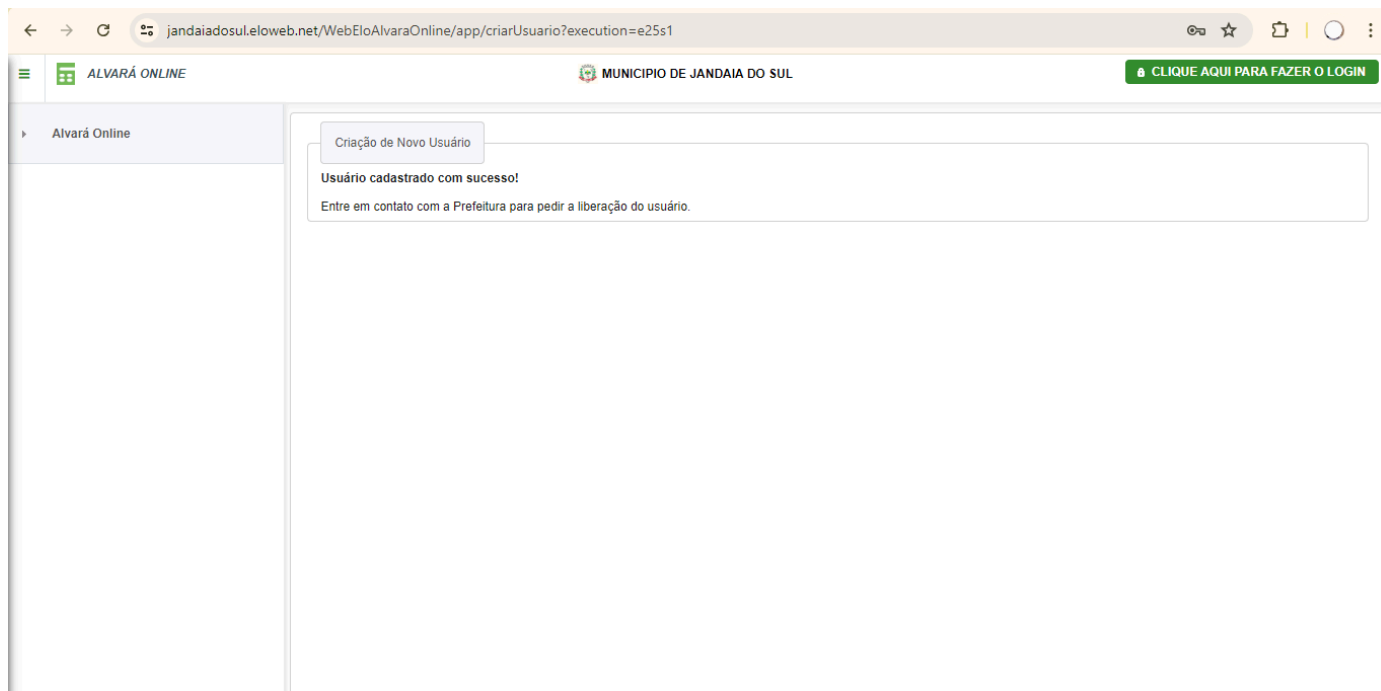 jandaiadosul.eloweb.net/WebEloAlvaraOnline/app/criarUsuario?execution=e25s1
ALVARÁ ONLINE
MUNICIPIO DE JANDAIA DO SUL
CLIQUE AQUI PARA FAZER O LOGIN
Alvará Online
Criação de Novo Usuário
Usuário cadastrado com sucesso!
Entre em contato com a Prefeitura para pedir a liberação do usuário.